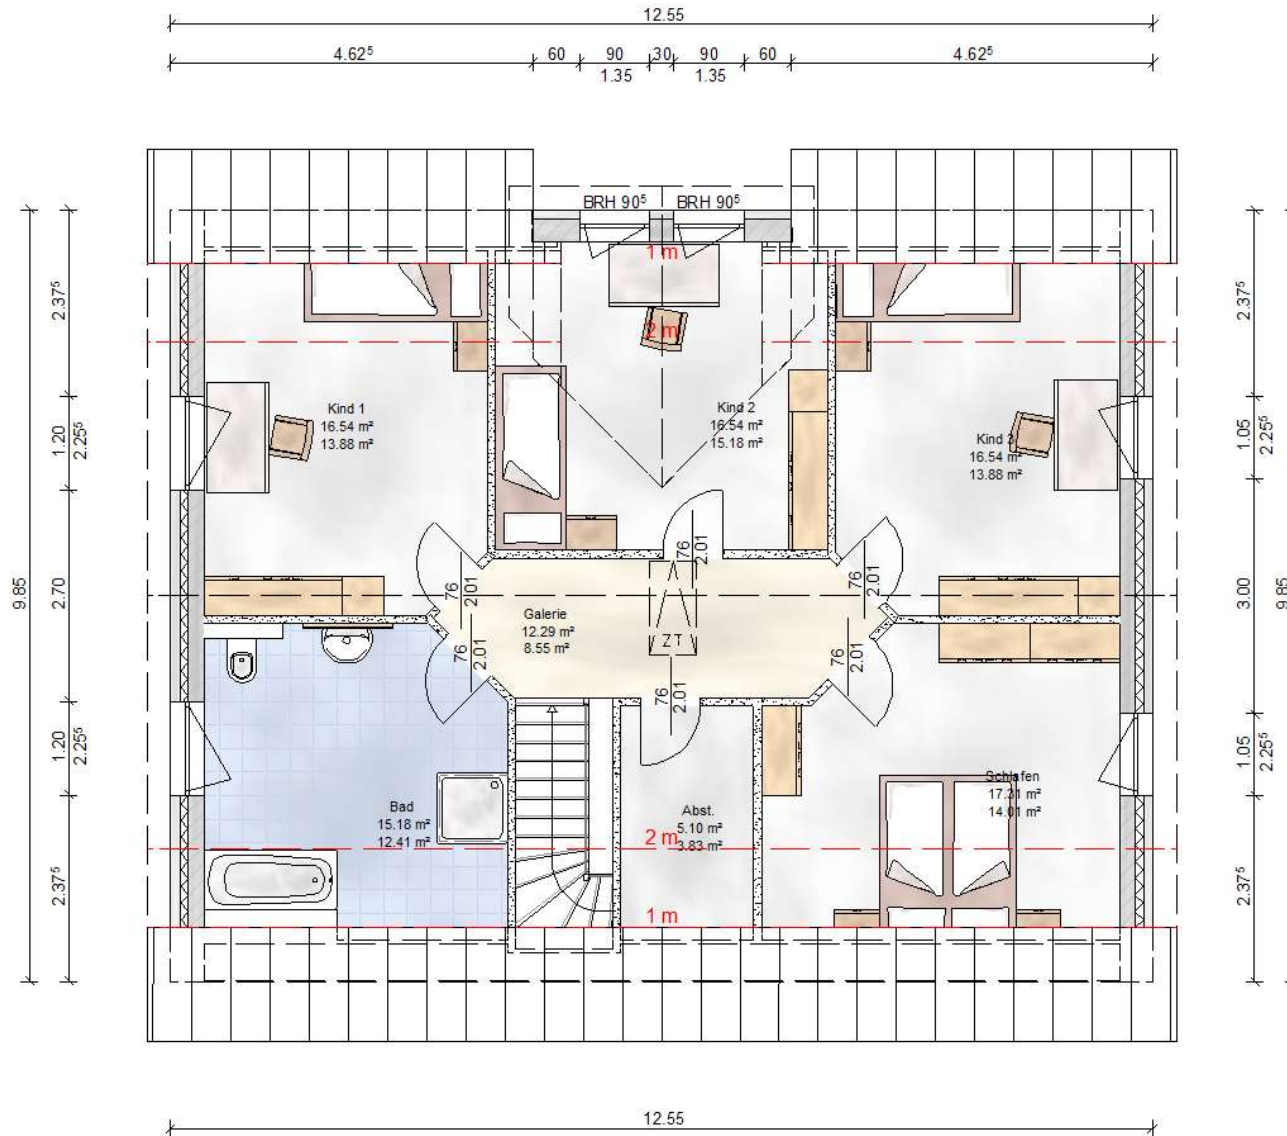 12.55
4.62⁵ 60 90 30 90 60 4.62⁵
1.35 1.35
BRH 90⁵ BRH 90⁵
1 m
2 m
2.37⁵
1.20
2.25⁵
2.70
1.20
2.25⁵
2.37⁵
9.85
Kind 1
16.54 m²
13.88 m²
Kind 2
16.54 m²
15.18 m²
Kind 3
16.54 m²
13.88 m²
2.37⁵
1.05
2.25⁵
3.00
1.05
2.25⁵
2.37⁵
9.85
76
2.01
76
2.01
76
2.01
Galerie
12.29 m²
8.55 m²
ZT
76
2.01
76
2.01
76
2.01
Bad
15.18 m²
12.41 m²
Abst.
5.10 m²
3.83 m²
Schlafen
17.31 m²
14.01 m²
2 m
1 m
12.55